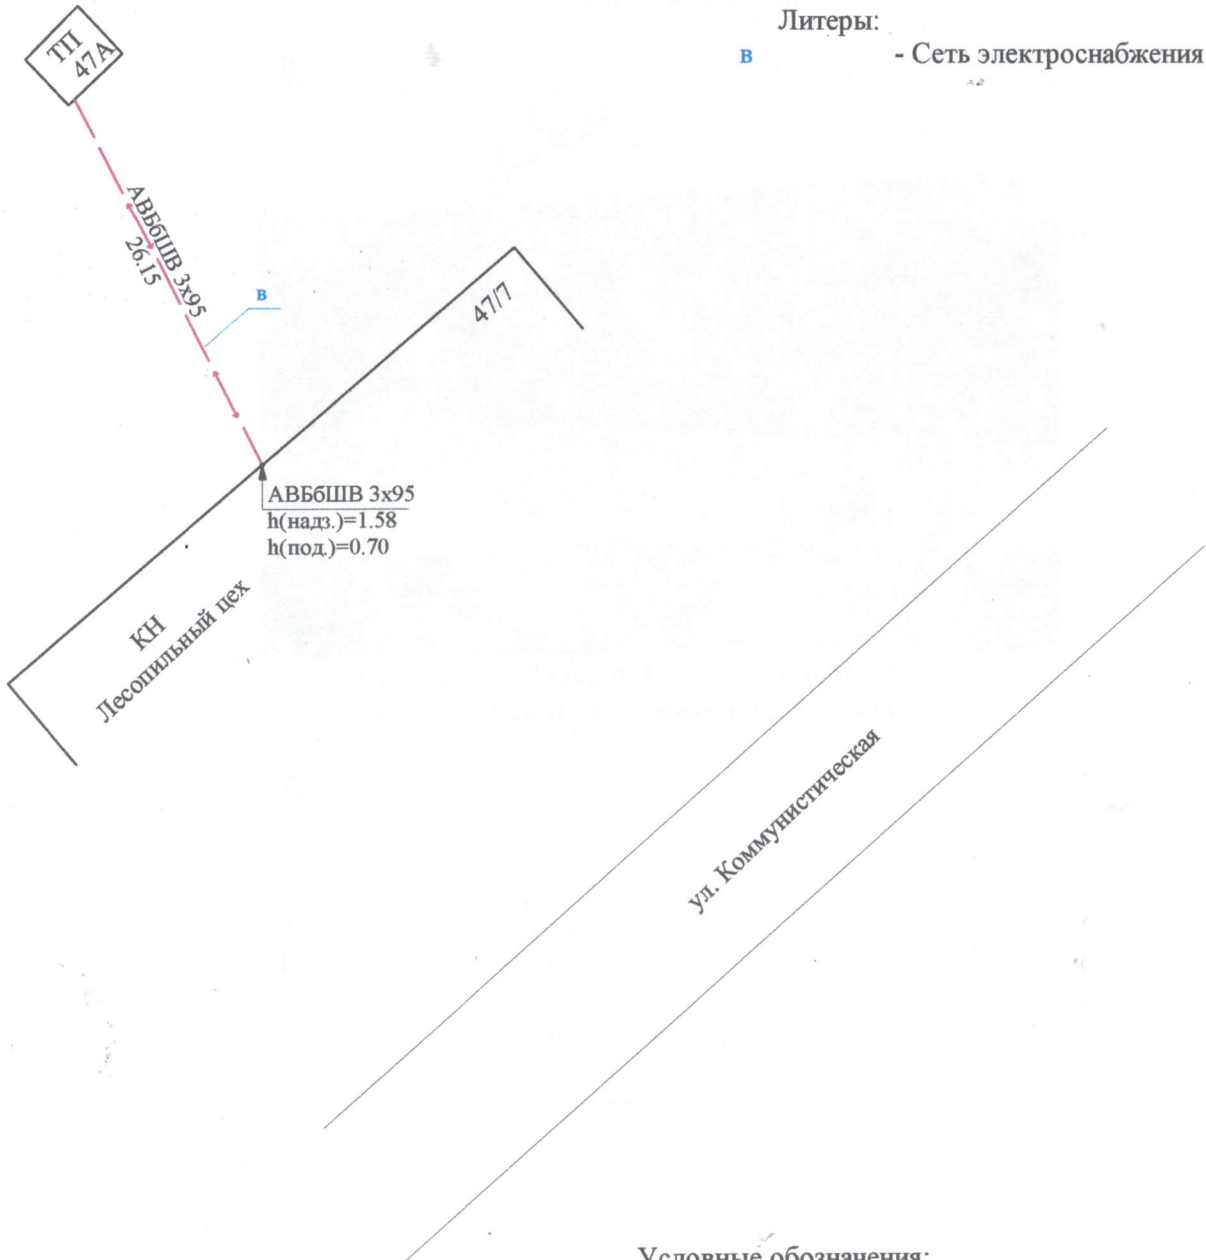 Литеры:
в - Сеть электроснабжения
ТП
47А
АВБбШВ 3х95
26.15
в
47/7
АВБбШВ 3х95
h(надз.)=1.58
h(под.)=0.70
КН
Лесопильный цех
ул. Коммунистическая
Условные обозначения: